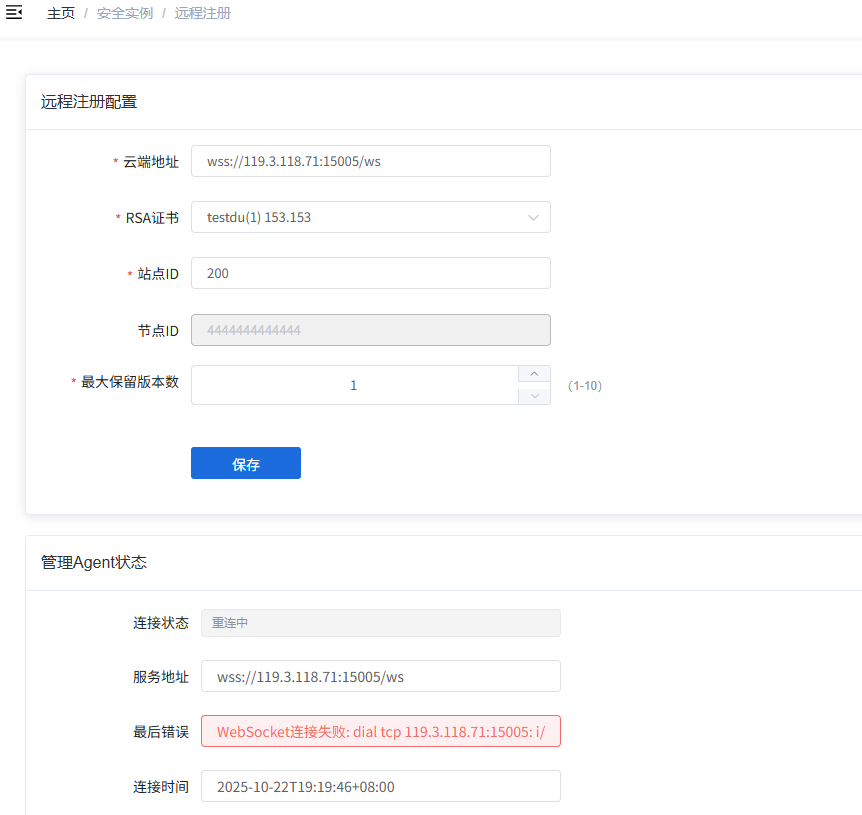 主页 / 安全实例 / 远程注册
远程注册配置
* 云端地址 wss://119.3.118.71:15005/ws
* RSA证书 testdu(1) 153.153
* 站点ID 200
节点ID 4444444444444
* 最大保留版本数 1 (1-10)
保存
管理Agent状态
连接状态 重连中
服务地址 wss://119.3.118.71:15005/ws
最后错误 WebSocket连接失败: dial tcp 119.3.118.71:15005: i/
连接时间 2025-10-22T19:19:46+08:00